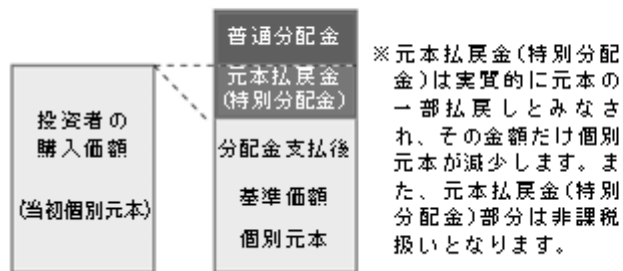 普通分配金
元本払戻金
(特別分配金)
投資者の
購入価額
(当初個別元本)
分配金支払後
基準価額
個別元本
※元本払戻金(特別分配
金)は実質的に元本の
一部払戻しとみなさ
れ、その金額だけ個別
元本が減少します。ま
た、元本払戻金(特別
分配金)部分は非課税
扱いとなります。